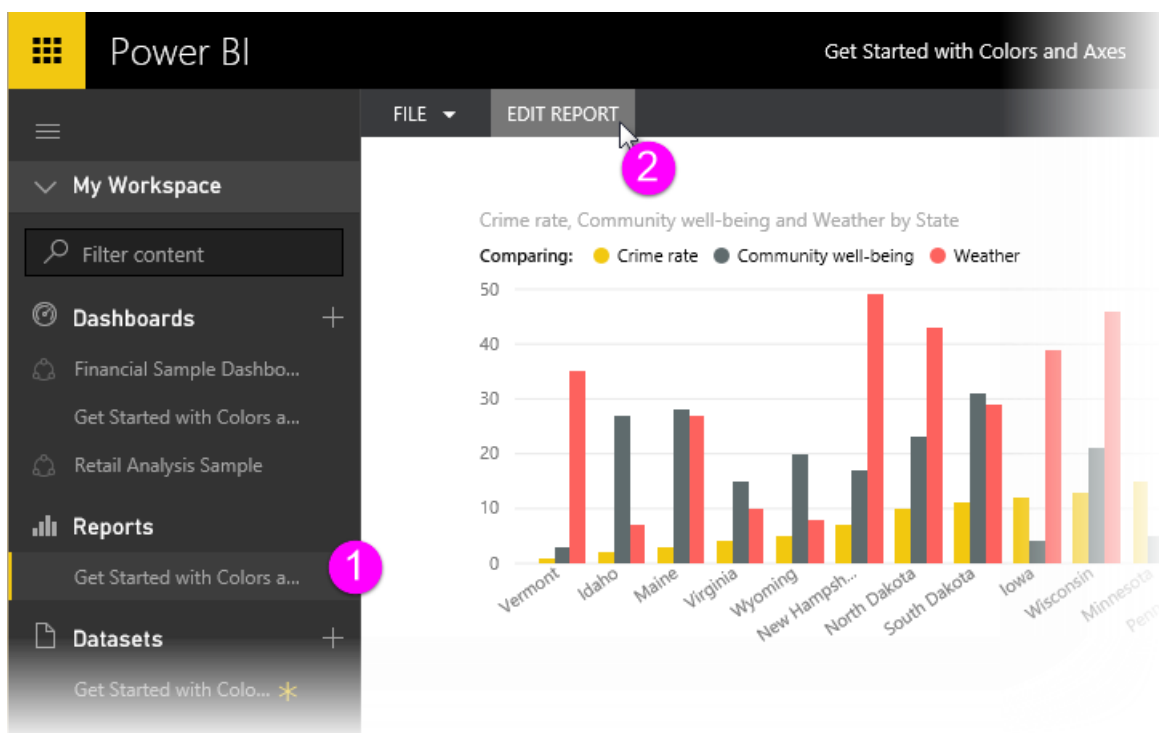 Power BI
Get Started with Colors and Axes
FILE
EDIT REPORT
2
My Workspace
Filter content
Dashboards
Financial Sample Dashbo...
Get Started with Colors a...
Retail Analysis Sample
Reports
Get Started with Colors a...
1
Datasets
Get Started with Colo...
Crime rate, Community well-being and Weather by State
Comparing: Crime rate Community well-being Weather
50
40
30
20
10
0
Vermont
Idaho
Maine
Virginia
Wyoming
New Hampsh...
North Dakota
South Dakota
Iowa
Wisconsin
Minnesota
Penn